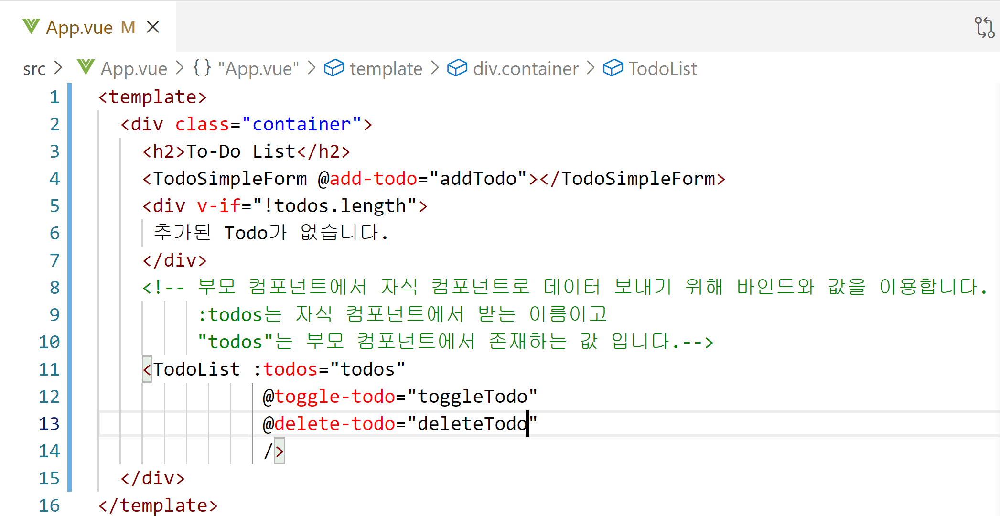 App.vue M
src > App.vue > {} "App.vue" > template > div.container > TodoList
1 <template>
2 <div class="container">
3 <h2>To-Do List</h2>
4 <TodoSimpleForm @add-todo="addTodo"></TodoSimpleForm>
5 <div v-if="!todos.length">
6 추가된 Todo가 없습니다.
7 </div>
8 <!-- 부모 컴포넌트에서 자식 컴포넌트로 데이터 보내기 위해 바인드와 값을 이용합니다.
9 :todos는 자식 컴포넌트에서 받는 이름이고
10 "todos"는 부모 컴포넌트에서 존재하는 값 입니다.-->
11 <TodoList :todos="todos"
12 @toggle-todo="toggleTodo"
13 @delete-todo="deleteTodo"
14 />
15 </div>
16 </template>